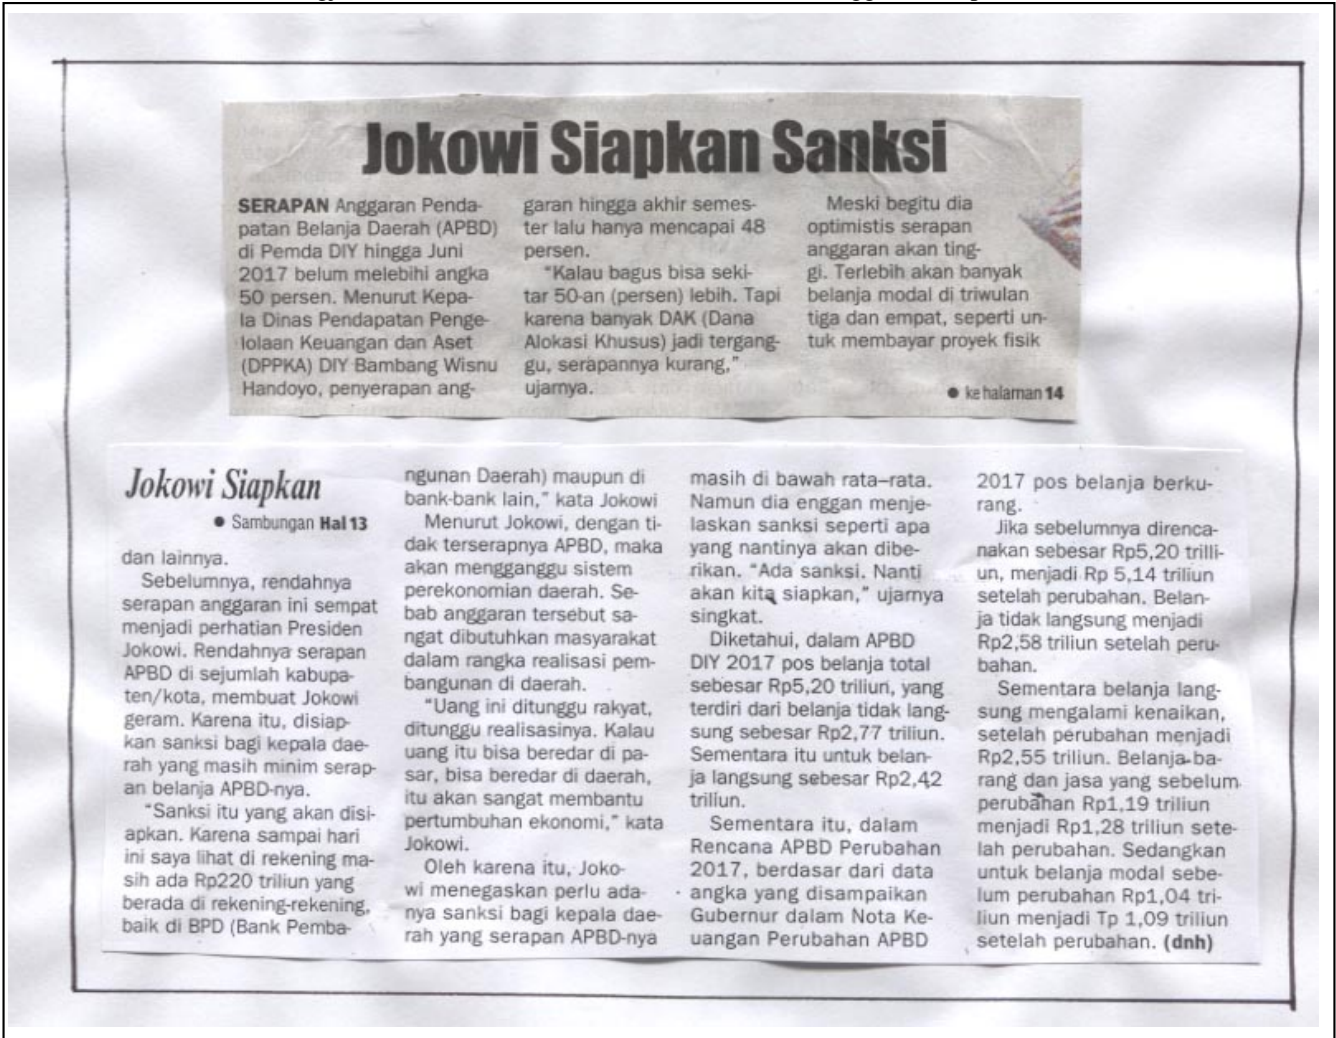 Jokowi Siapkan Sanksi
SERAPAN Anggaran Penda-
patan Belanja Daerah (APBD)
di Pemda DIY hingga Juni
2017 belum melebihi angka
50 persen. Menurut Kepa-
la Dinas Pendapatan Penge-
lolaan Keuangan dan Aset
(DPPKA) DIY Bambang Wisnu
Handoyo, penyerapan ang-
garan hingga akhir semes-
ter lalu hanya mencapai 48
persen.
"Kalau bagus bisa seki-
tar 50-an (persen) lebih. Tapi
karena banyak DAK (Dana
Alokasi Khusus) jadi tergang-
gu, serapannya kurang,"
ujarnya.
Meski begitu dia
optimistis serapan
anggaran akan ting-
gi. Terlebih akan banyak
belanja modal di triwulan
tiga dan empat, seperti un-
tuk membayar proyek fisik
● ke halaman 14
Jokowi Siapkan
● Sambungan Hal 13
dan lainnya.
Sebelumnya, rendahnya
serapan anggaran ini sempat
menjadi perhatian Presiden
Jokowi. Rendahnya serapan
APBD di sejumlah kabupa-
ten/kota, membuat Jokowi
geram. Karena itu, disiap-
kan sanksi bagi kepala dae-
rah yang masih minim serap-
an belanja APBD-nya.
"Sanksi itu yang akan disi-
apkan. Karena sampai hari
ini saya lihat di rekening ma-
sih ada Rp220 triliun yang
berada di rekening-rekening,
baik di BPD (Bank Pemba-
ngunan Daerah) maupun di
bank-bank lain," kata Jokowi
Menurut Jokowi, dengan ti-
dak terserapnya APBD, maka
akan mengganggu sistem
perekonomian daerah. Se-
bab anggaran tersebut sa-
ngat dibutuhkan masyarakat
dalam rangka realisasi pem-
bangunan di daerah.
"Uang ini ditunggu rakyat,
ditunggu realisasinya. Kalau
uang itu bisa beredar di pa-
sar, bisa beredar di daerah,
itu akan sangat membantu
pertumbuhan ekonomi," kata
Jokowi.
Oleh karena itu, Joko-
wi menegaskan perlu ada-
nya sanksi bagi kepala dae-
rah yang serapan APBD-nya
masih di bawah rata–rata.
Namun dia enggan menje-
laskan sanksi seperti apa
yang nantinya akan dibe-
rikan. "Ada sanksi. Nanti
akan kita siapkan," ujarnya
singkat.
Diketahui, dalam APBD
DIY 2017 pos belanja total
sebesar Rp5,20 triliun, yang
terdiri dari belanja tidak lang-
sung sebesar Rp2,77 triliun.
Sementara itu untuk belan-
ja langsung sebesar Rp2,42
triliun.
Sementara itu, dalam
Rencana APBD Perubahan
2017, berdasar dari data
angka yang disampaikan
Gubernur dalam Nota Ke-
uangan Perubahan APBD
2017 pos belanja berku-
rang.
Jika sebelumnya direnca-
nakan sebesar Rp5,20 trilli-
un, menjadi Rp 5,14 triliun
setelah perubahan. Belan-
ja tidak langsung menjadi
Rp2,58 triliun setelah peru-
bahan.
Sementara belanja lang-
sung mengalami kenaikan,
setelah perubahan menjadi
Rp2,55 triliun. Belanja ba-
rang dan jasa yang sebelum
perubahan Rp1,19 triliun
menjadi Rp1,28 triliun sete-
lah perubahan. Sedangkan
untuk belanja modal sebe-
lum perubahan Rp1,04 tri-
liun menjadi Tp 1,09 triliun
setelah perubahan. (dnh)